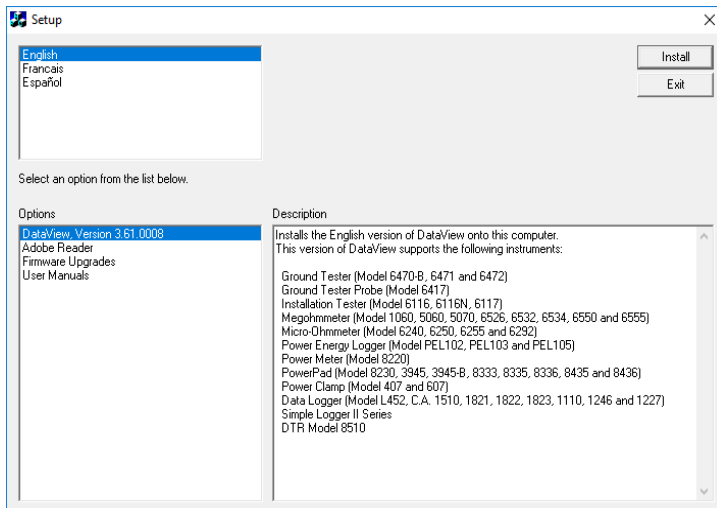 Setup
English
Francais
Español
Install
Exit
Select an option from the list below.
Options
DataView, Version 3.61.0008
Adobe Reader
Firmware Upgrades
User Manuals
Description
Installs the English version of DataView onto this computer.
This version of DataView supports the following instruments:
Ground Tester (Model 6470-B, 6471 and 6472)
Ground Tester Probe (Model 6417)
Installation Tester (Model 6116, 6116N, 6117)
Megohmmeter (Model 1060, 5060, 5070, 6526, 6532, 6534, 6550 and 6555)
Micro-Ohmmeter (Model 6240, 6250, 6255 and 6292)
Power Energy Logger (Model PEL102, PEL103 and PEL105)
Power Meter (Model 8220)
PowerPad (Model 8230, 3945, 3945-B, 8333, 8335, 8336, 8435 and 8436)
Power Clamp (Model 407 and 607)
Data Logger (Model L452, C.A. 1510, 1821, 1822, 1823, 1110, 1246 and 1227)
Simple Logger II Series
DTR Model 8510